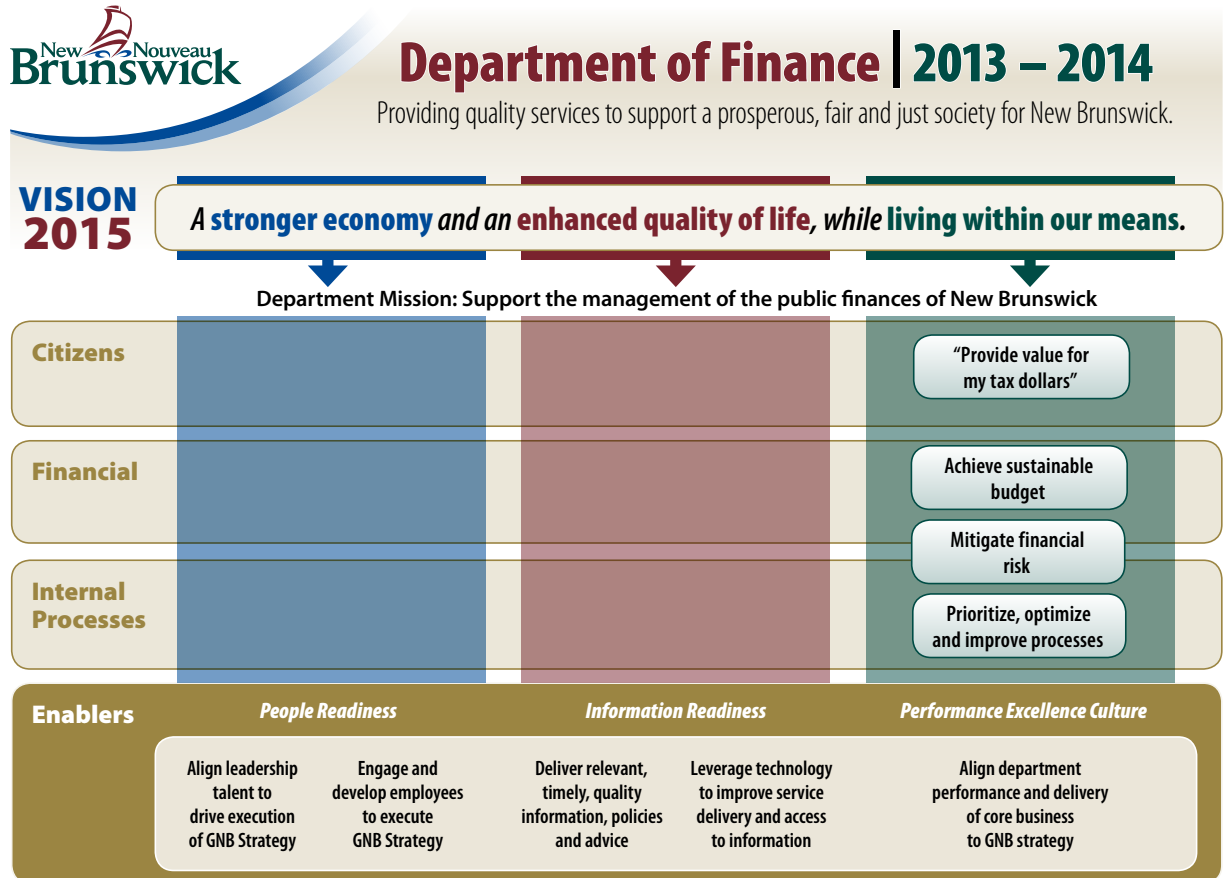 New Nouveau
Brunswick
Department of Finance | 2013 – 2014
Providing quality services to support a prosperous, fair and just society for New Brunswick.
VISION
2015
A stronger economy and an enhanced quality of life, while living within our means.
Department Mission: Support the management of the public finances of New Brunswick
Citizens
“Provide value for
my tax dollars”
Financial
Achieve sustainable
budget
Mitigate financial
risk
Internal
Processes
Prioritize, optimize
and improve processes
Enablers
People Readiness
Information Readiness
Performance Excellence Culture
Align leadership
talent to
drive execution
of GNB Strategy
Engage and
develop employees
to execute
GNB Strategy
Deliver relevant,
timely, quality
information, policies
and advice
Leverage technology
to improve service
delivery and access
to information
Align department
performance and delivery
of core business
to GNB strategy